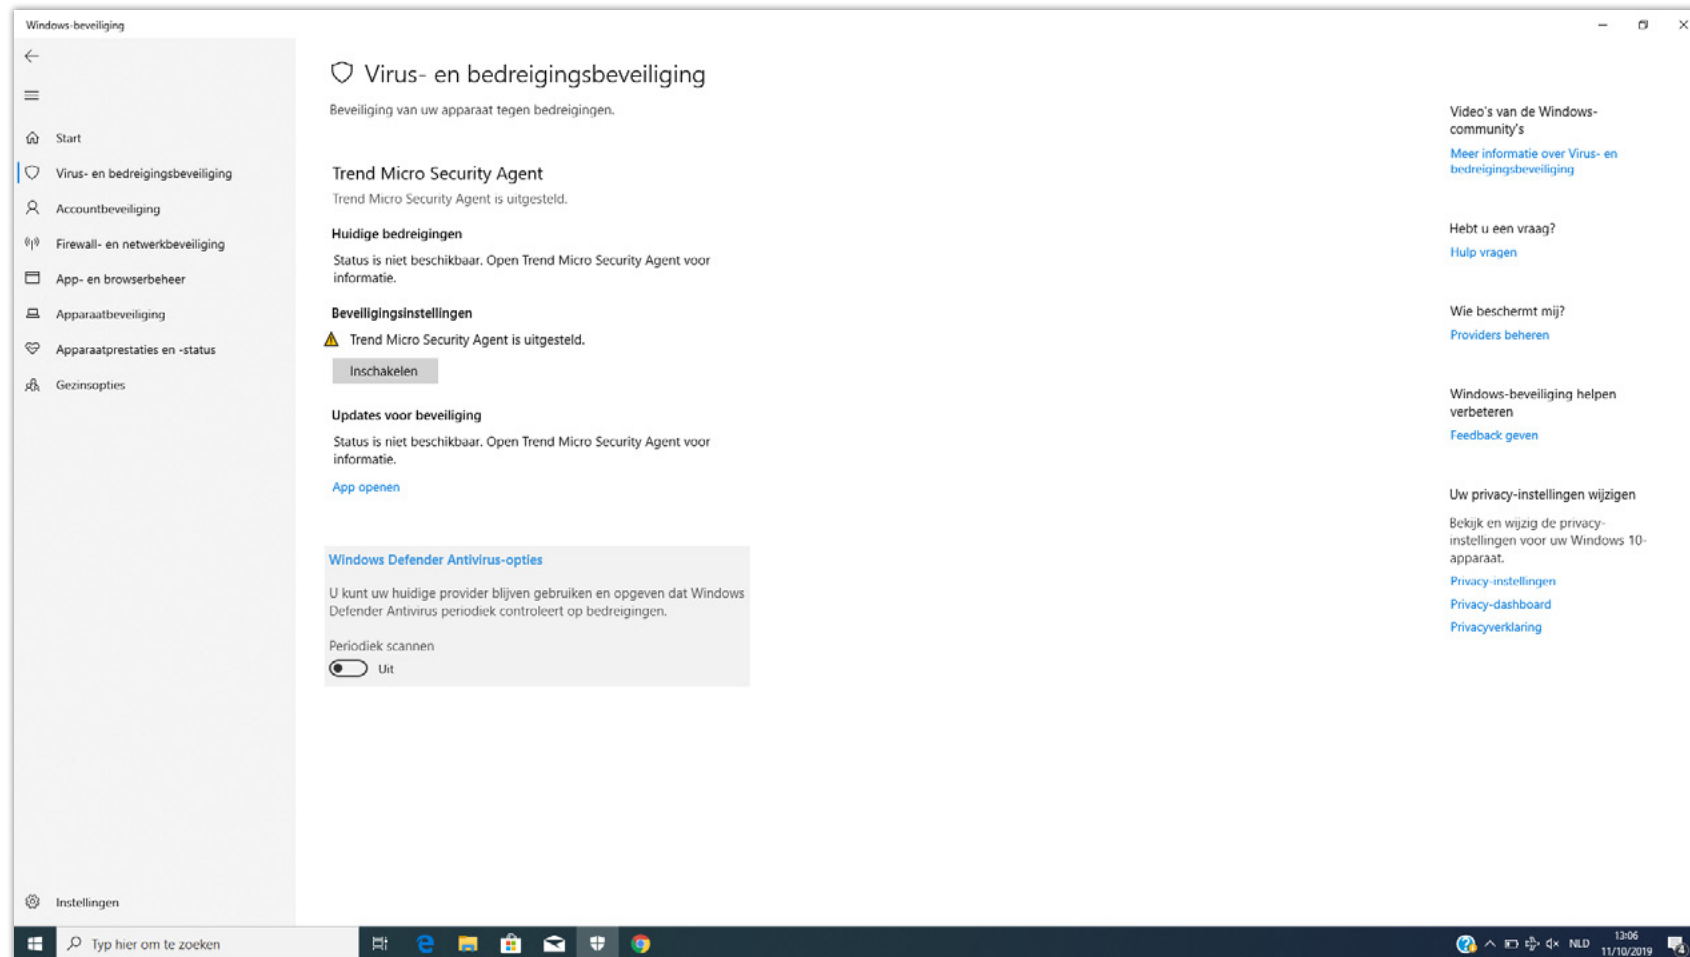 Windows-beveiliging
Start
Virus- en bedreigingsbeveiliging
Accountbeveiliging
Firewall- en netwerkbeveiliging
App- en browserbeheer
Apparaatbeveiliging
Apparaatprestaties en -status
Gezinsopties
Instellingen
Virus- en bedreigingsbeveiliging
Beveiliging van uw apparaat tegen bedreigingen.
Trend Micro Security Agent
Trend Micro Security Agent is uitgesteld.
Huidige bedreigingen
Status is niet beschikbaar. Open Trend Micro Security Agent voor
informatie.
Beveiligingsinstellingen
Trend Micro Security Agent is uitgesteld.
Inschakelen
Updates voor beveiliging
Status is niet beschikbaar. Open Trend Micro Security Agent voor
informatie.
App openen
Windows Defender Antivirus-opties
U kunt uw huidige provider blijven gebruiken en opgeven dat Windows
Defender Antivirus periodiek controleert op bedreigingen.
Periodiek scannen
Uit
Video's van de Windows-
community's
Meer informatie over Virus- en
bedreigingsbeveiliging
Hebt u een vraag?
Hulp vragen
Wie beschermt mij?
Providers beheren
Windows-beveiliging helpen
verbeteren
Feedback geven
Uw privacy-instellingen wijzigen
Bekijk en wijzig de privacy-
instellingen voor uw Windows 10-
apparaat.
Privacy-instellingen
Privacy-dashboard
Privacyverklaring
Typ hier om te zoeken
NLD
13:06
11/10/2019
4